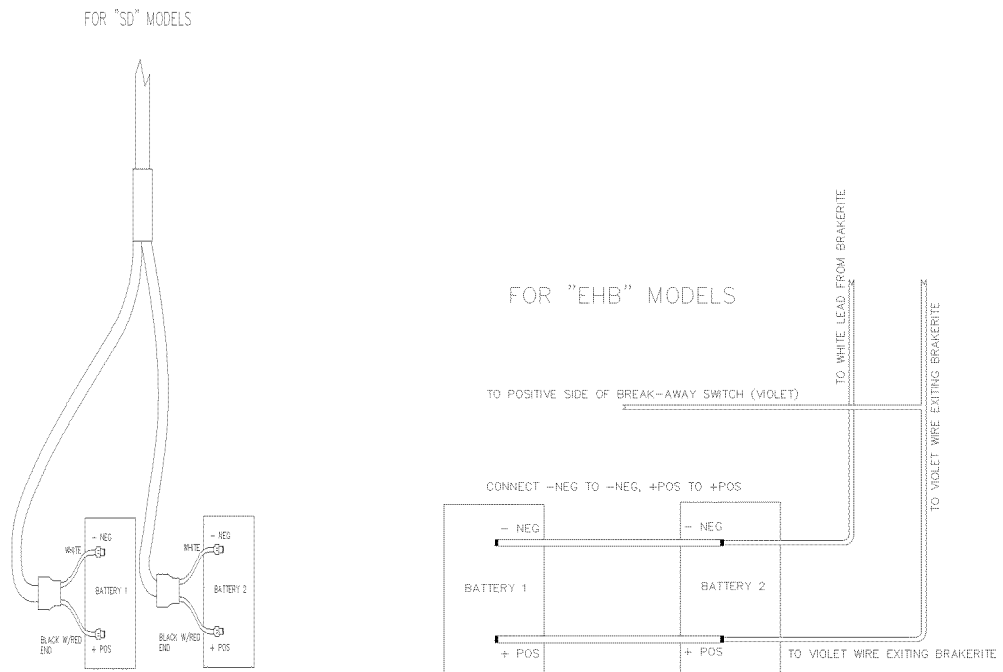 FOR "SD" MODELS
- NEG
WHITE
BATTERY 1
BLACK W/RED
END
+ POS
- NEG
WHITE
BATTERY 2
BLACK W/RED
END
+ POS
FOR "EHB" MODELS
TO WHITE LEAD FROM BRAKERITE
TO VIOLET WIRE EXITING BRAKERITE
TO POSITIVE SIDE OF BREAK-AWAY SWITCH (VIOLET)
CONNECT -NEG TO -NEG, +POS TO +POS
- NEG
- NEG
BATTERY 1
BATTERY 2
+ POS
+ POS
TO VIOLET WIRE EXITING BRAKERITE